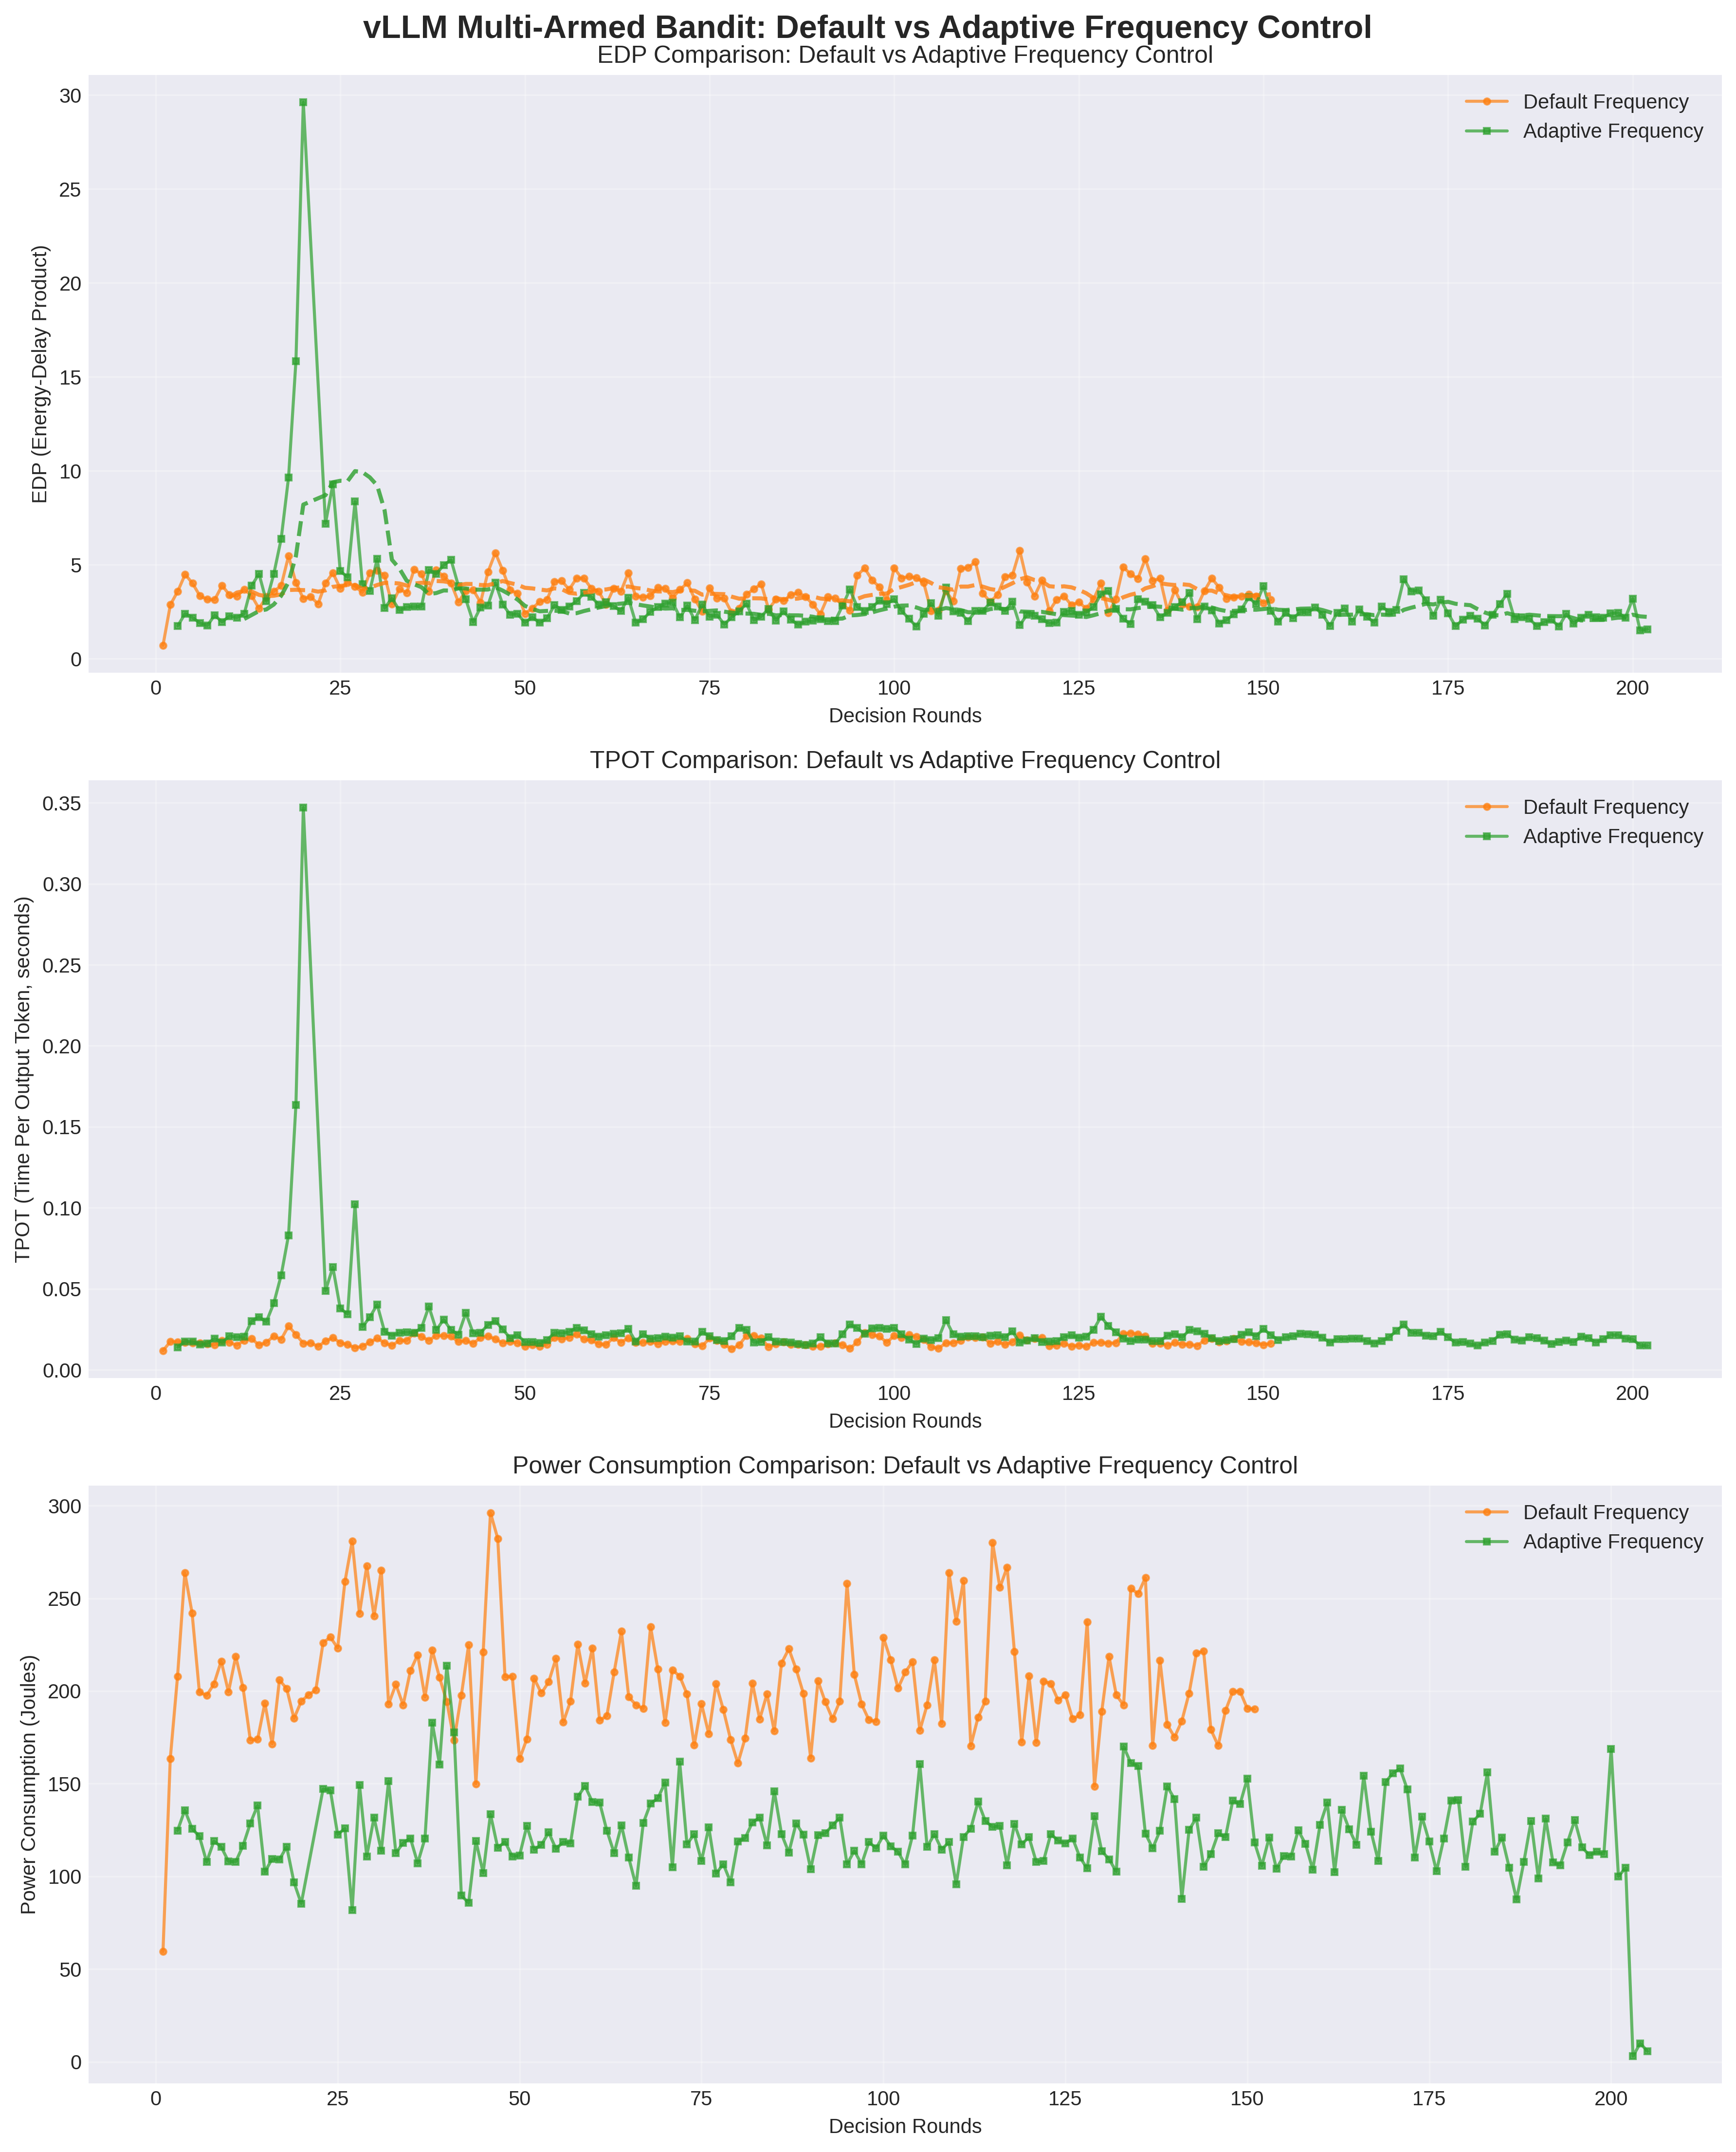 vLLM Multi-Armed Bandit: Default vs Adaptive Frequency Control
EDP Comparison: Default vs Adaptive Frequency Control
30
25
20
15
10
5
0
EDP (Energy-Delay Product)
Default Frequency
Adaptive Frequency
0 25 50 75 100 125 150 175 200
Decision Rounds
TPOT Comparison: Default vs Adaptive Frequency Control
0.35
0.30
0.25
0.20
0.15
0.10
0.05
0.00
TPOT (Time Per Output Token, seconds)
Default Frequency
Adaptive Frequency
0 25 50 75 100 125 150 175 200
Decision Rounds
Power Consumption Comparison: Default vs Adaptive Frequency Control
300
250
200
150
100
50
0
Power Consumption (Joules)
Default Frequency
Adaptive Frequency
0 25 50 75 100 125 150 175 200
Decision Rounds